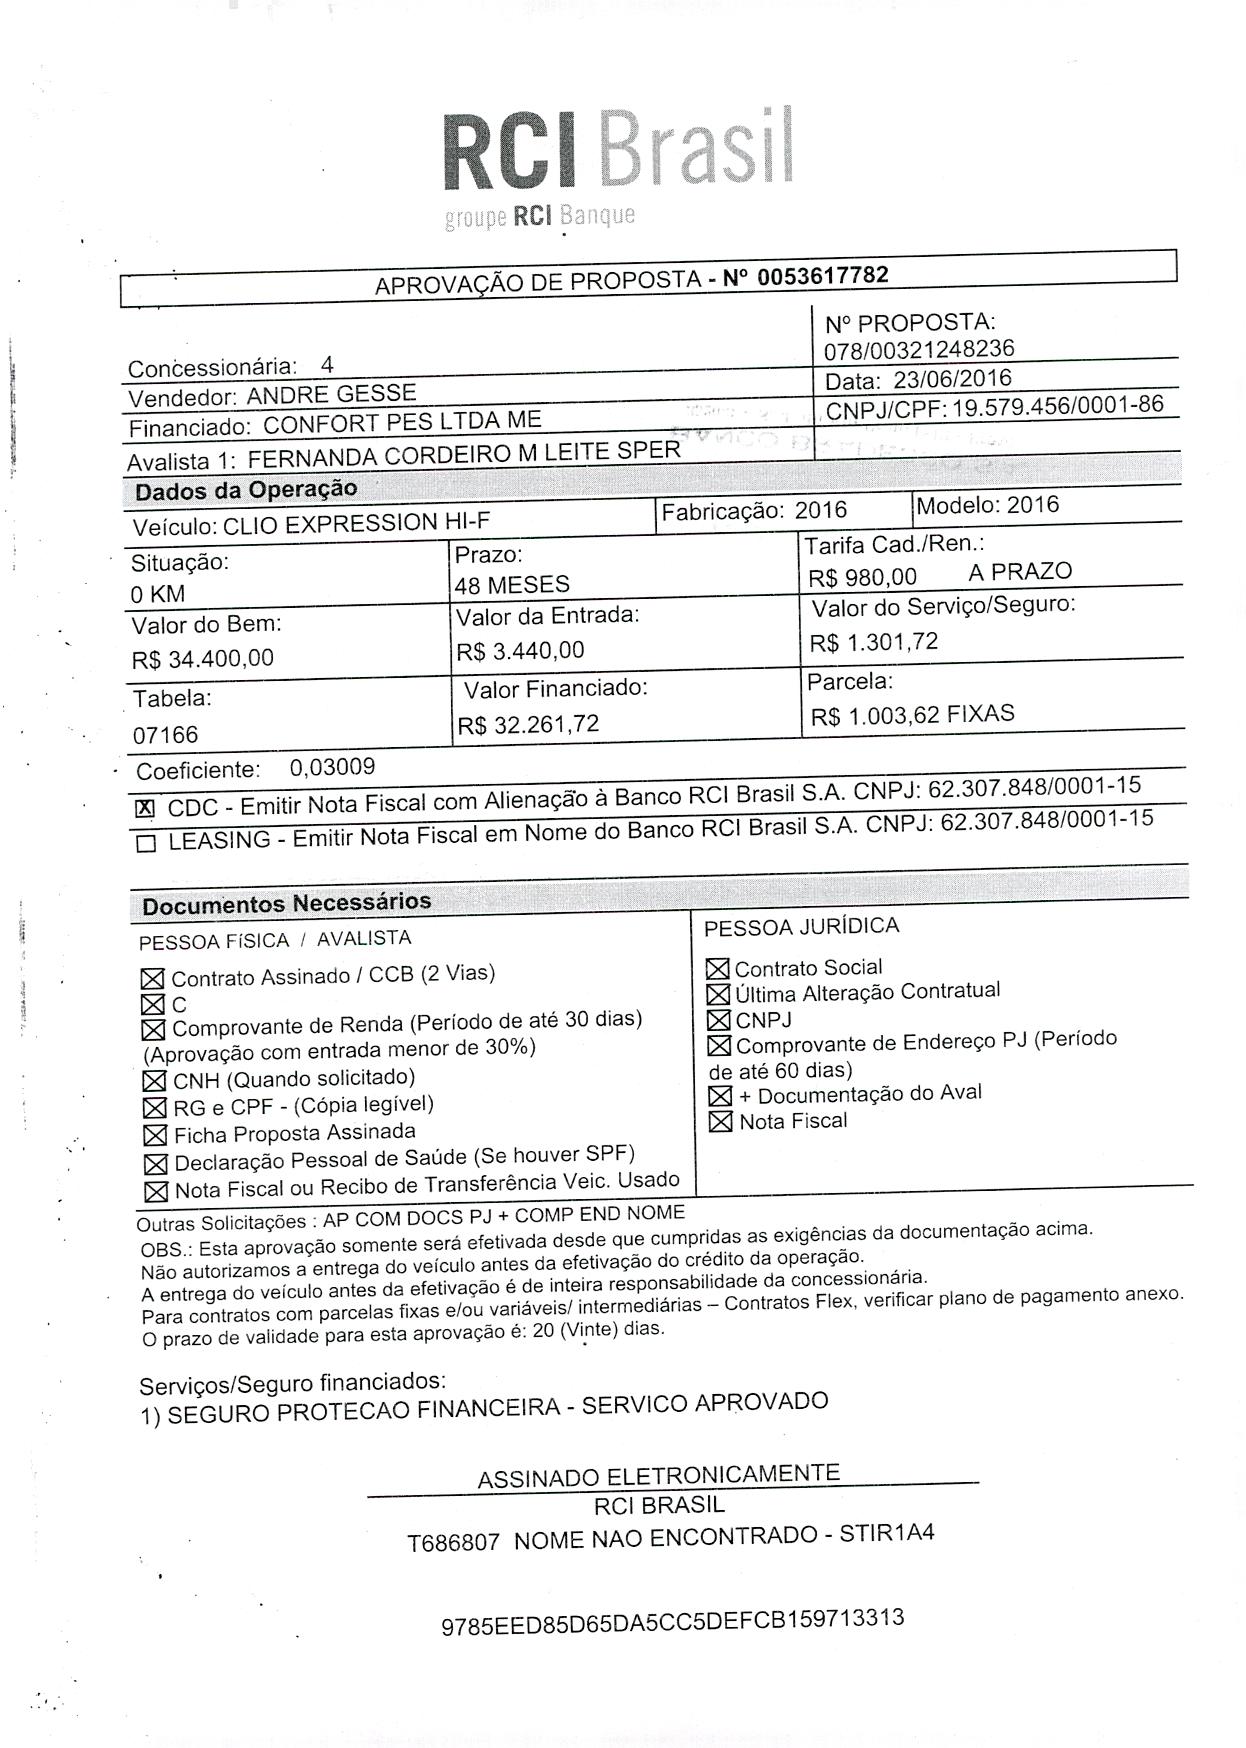 RCI Brasil
groupe RCI Banque
APROVAÇÃO DE PROPOSTA - Nº 0053617782
Nº PROPOSTA:
078/00321248236
Concessionária: 4
Data: 23/06/2016
Vendedor: ANDRE GESSE
CNPJ/CPF: 19.579.456/0001-86
Financiado: CONFORT PES LTDA ME
Avalista 1: FERNANDA CORDEIRO M LEITE SPER
Dados da Operação
Veículo: CLIO EXPRESSION HI-F Fabricação: 2016 Modelo: 2016
Situação: Prazo: Tarifa Cad./Ren.:
0 KM 48 MESES R$ 980,00 A PRAZO
Valor do Bem: Valor da Entrada: Valor do Serviço/Seguro:
R$ 34.400,00 R$ 3.440,00 R$ 1.301,72
Tabela: Valor Financiado: Parcela:
07166 R$ 32.261,72 R$ 1.003,62 FIXAS
Coeficiente: 0,03009
CDC - Emitir Nota Fiscal com Alienação à Banco RCI Brasil S.A. CNPJ: 62.307.848/0001-15
LEASING - Emitir Nota Fiscal em Nome do Banco RCI Brasil S.A. CNPJ: 62.307.848/0001-15
Documentos Necessários
PESSOA FíSICA / AVALISTA
Contrato Assinado / CCB (2 Vias)
C
Comprovante de Renda (Período de até 30 dias)
(Aprovação com entrada menor de 30%)
CNH (Quando solicitado)
RG e CPF - (Cópia legível)
Ficha Proposta Assinada
Declaração Pessoal de Saúde (Se houver SPF)
Nota Fiscal ou Recibo de Transferência Veic. Usado
PESSOA JURÍDICA
Contrato Social
Última Alteração Contratual
CNPJ
Comprovante de Endereço PJ (Período
de até 60 dias)
+ Documentação do Aval
Nota Fiscal
Outras Solicitações : AP COM DOCS PJ + COMP END NOME
OBS.: Esta aprovação somente será efetivada desde que cumpridas as exigências da documentação acima.
Não autorizamos a entrega do veículo antes da efetivação do crédito da operação.
A entrega do veículo antes da efetivação é de inteira responsabilidade da concessionária.
Para contratos com parcelas fixas e/ou variáveis/ intermediárias – Contratos Flex, verificar plano de pagamento anexo.
O prazo de validade para esta aprovação é: 20 (Vinte) dias.
Serviços/Seguro financiados:
1) SEGURO PROTECAO FINANCEIRA - SERVICO APROVADO
ASSINADO ELETRONICAMENTE
RCI BRASIL
T686807 NOME NAO ENCONTRADO - STIR1A4
9785EED85D65DA5CC5DEFCB159713313